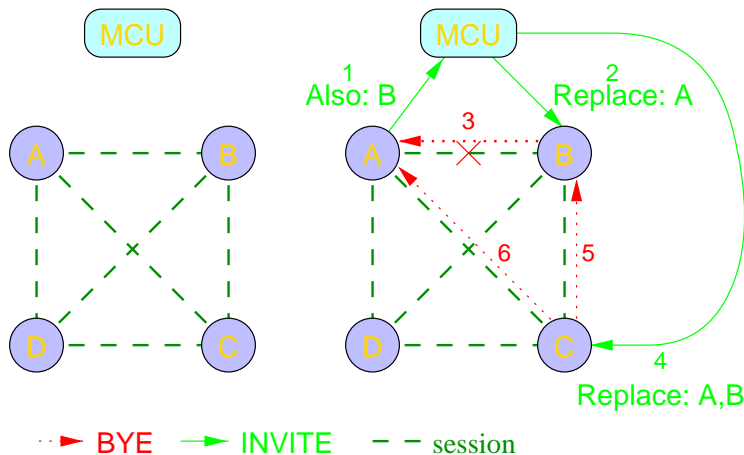 MCU
A
B
D
C
MCU
1
Also: B
2
Replace: A
3
A
B
6
5
D
C
4
Replace: A,B
BYE
INVITE
session